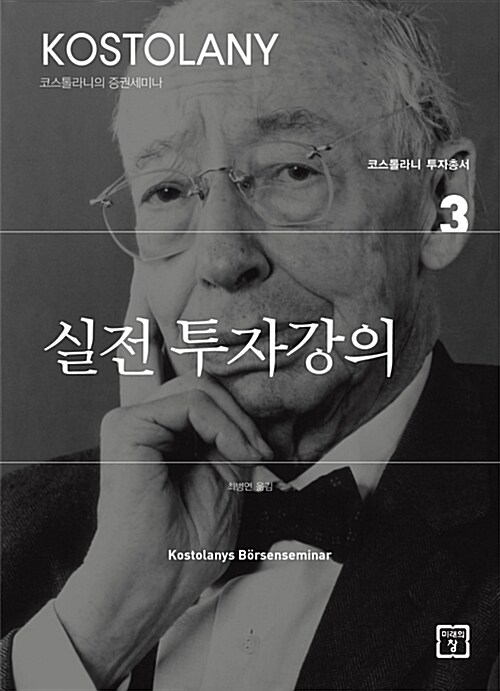 KOSTOLANY
코스톨라니의 증권세미나
코스톨라니 투자총서
3
실전 투자강의
최병연 옮김
Kostolanys Börsenseminar
미래의
창